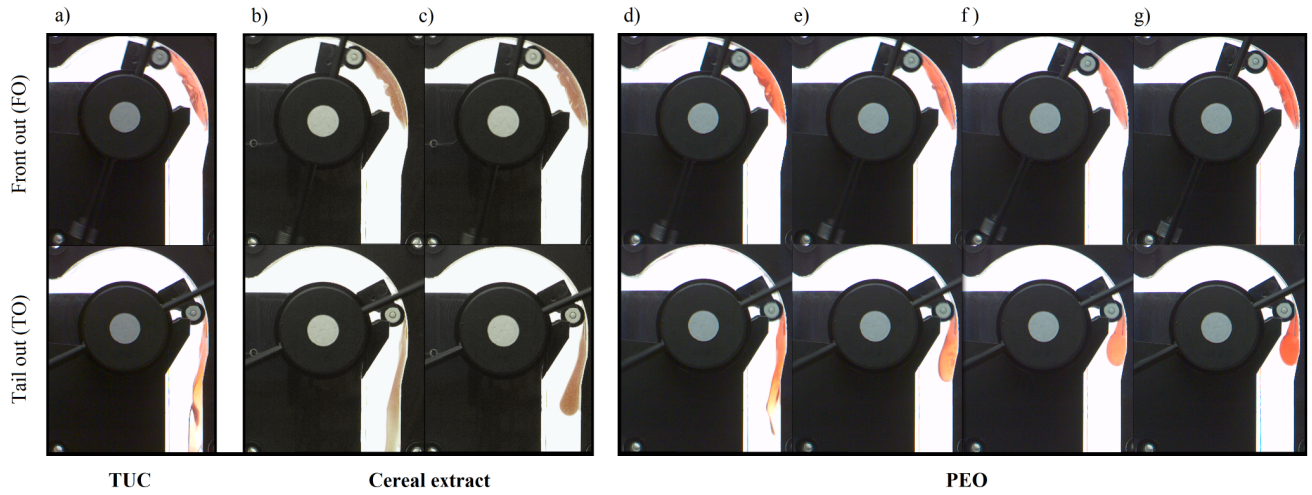 a) b) c) d) e) f) g)
Front out (FO)
Tail out (TO)
TUC Cereal extract PEO